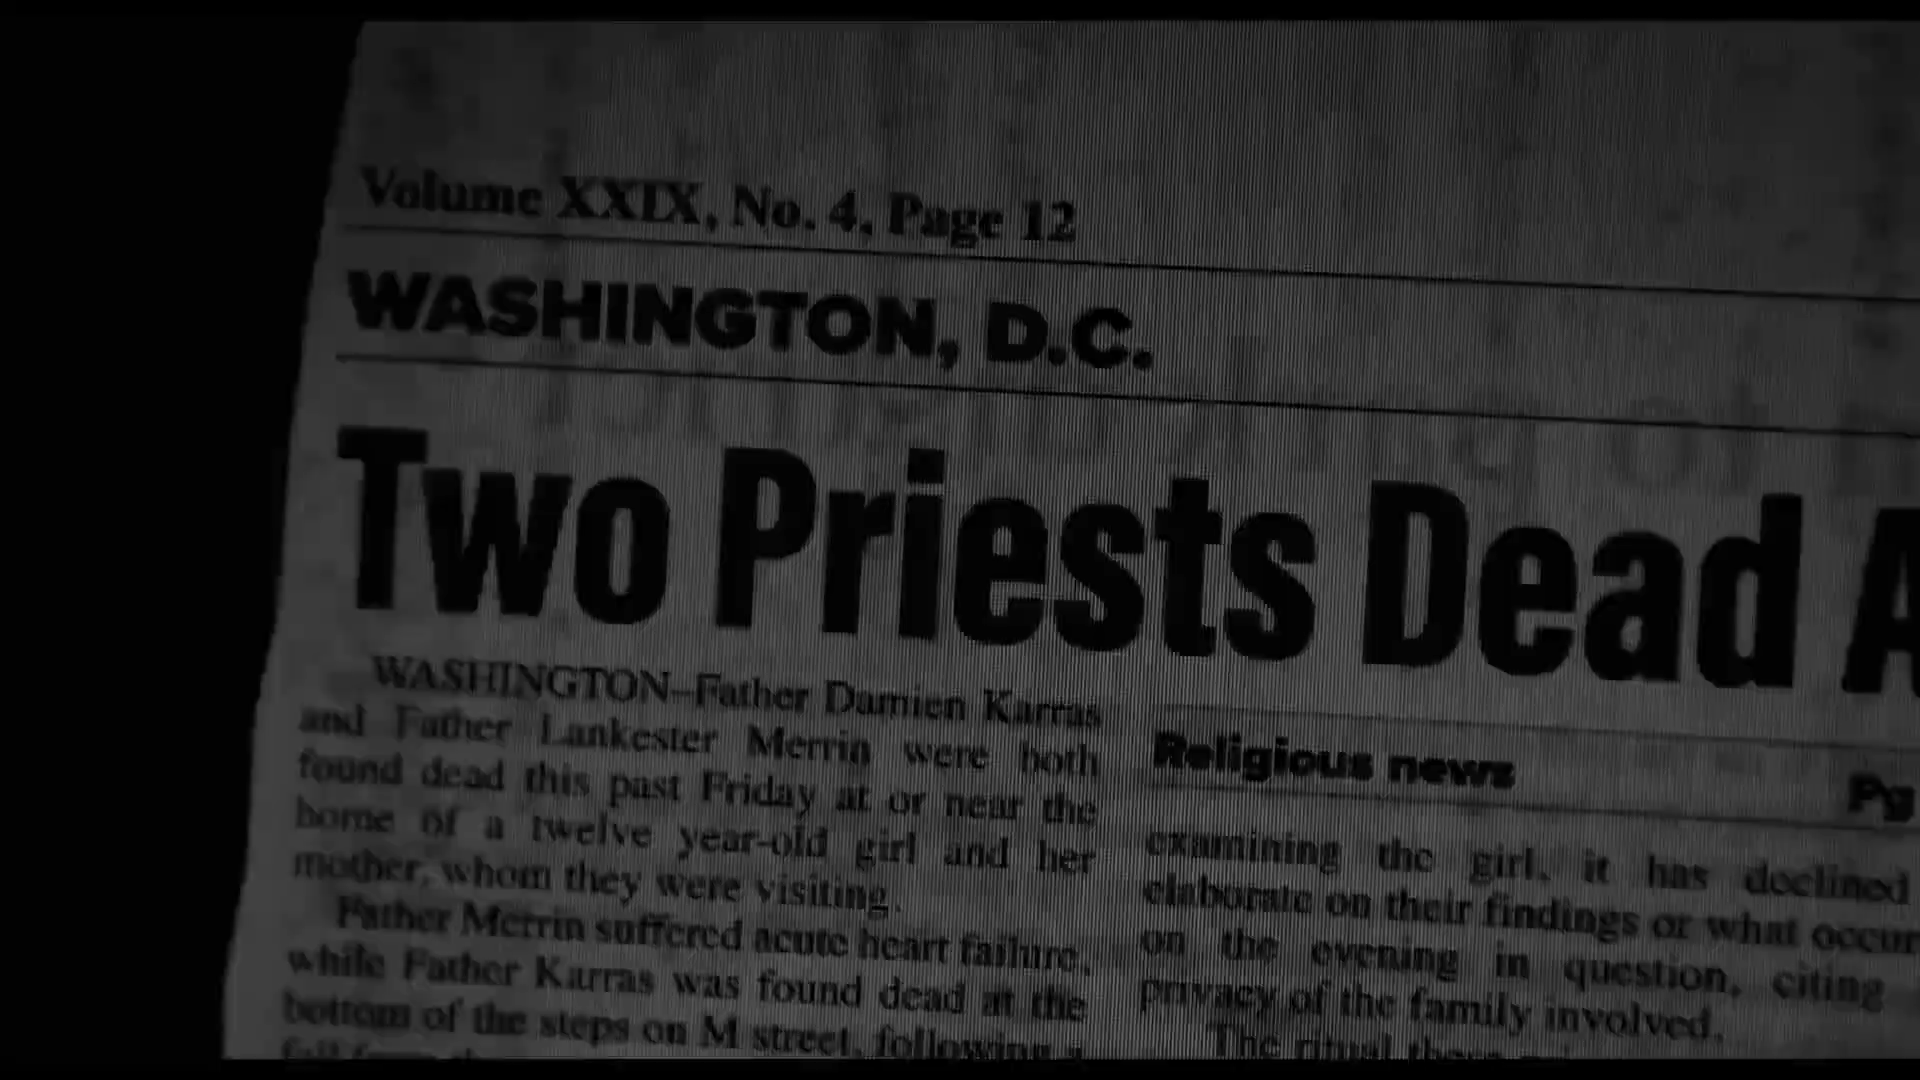 Volume XXIX, No. 4, Page 12
WASHINGTON, D.C.
Two Priests Dead A
WASHINGTON–Father Damien Karras
and Father Lankester Merrin were both
found dead this past Friday at or near the
home of a twelve year-old girl and her
mother, whom they were visiting.
Father Merrin suffered acute heart failure,
while Father Karras was found dead at the
bottom of the steps on M street, following a
Religious news Pg
examining the girl, it has declined
elaborate on their findings or what occur
on the evening in question, citing
privacy of the family involved.
The ritual